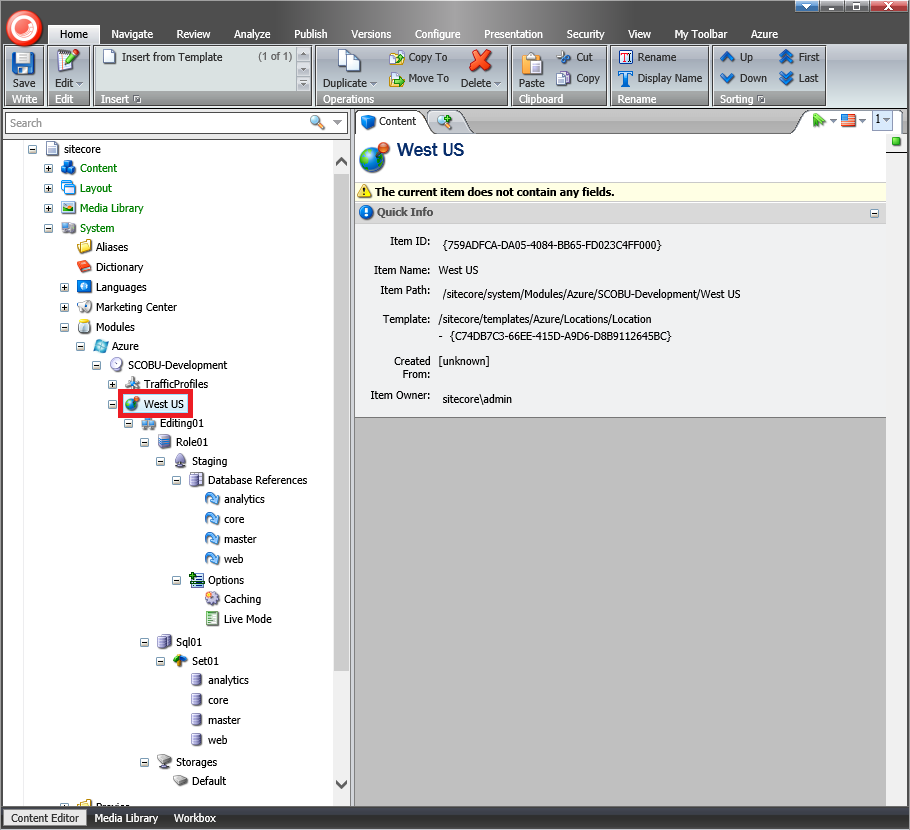 Home Navigate Review Analyze Publish Versions Configure Presentation Security View My Toolbar Azure
Insert from Template (1 of 1)
Save
Write
Edit
Edit
Insert
Duplicate
Copy To
Move To
Delete
Operations
Paste
Cut
Copy
Clipboard
Rename
Display Name
Rename
Up
Down
First
Last
Sorting
Search
Content
1
sitecore
Content
Layout
Media Library
System
Aliases
Dictionary
Languages
Marketing Center
Modules
Azure
SCOBU-Development
TrafficProfiles
West US
Editing01
Role01
Staging
Database References
analytics
core
master
web
Options
Caching
Live Mode
Sql01
Set01
analytics
core
master
web
Storages
Default
West US
The current item does not contain any fields.
Quick Info
Item ID: {759ADFCA-DA05-4084-BB65-FD023C4FF000}
Item Name: West US
Item Path: /sitecore/system/Modules/Azure/SCOBU-Development/West US
Template: /sitecore/templates/Azure/Locations/Location
- {C74DB7C3-66EE-415D-A9D6-D8B9112645BC}
Created From: [unknown]
Item Owner: sitecore\admin
Content Editor Media Library Workbox